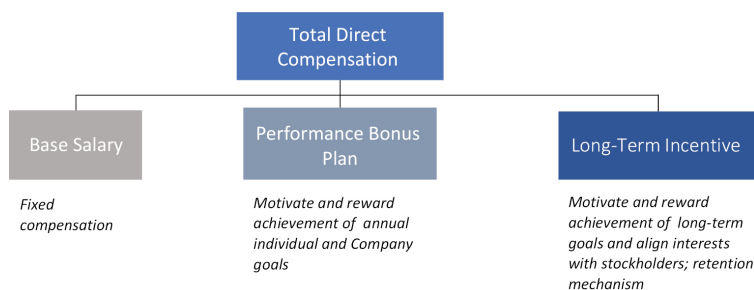 Total Direct
Compensation
Base Salary
Performance Bonus
Plan
Long-Term Incentive
Fixed
compensation
Motivate and reward
achievement of annual
individual and Company
goals
Motivate and reward
achievement of long-term
goals and align interests
with stockholders; retention
mechanism